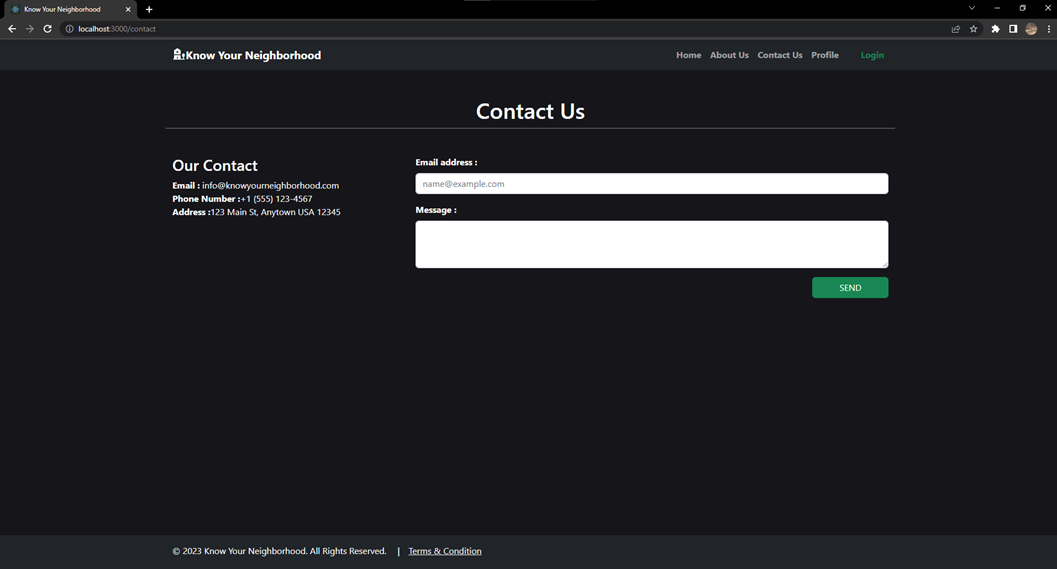 Know Your Neighborhood
localhost:3000/contact
Know Your Neighborhood
Home About Us Contact Us Profile Login
Contact Us
Our Contact
Email : info@knowyourneighborhood.com
Phone Number :+1 (555) 123-4567
Address :123 Main St, Anytown USA 12345
Email address :
name@example.com
Message :
SEND
© 2023 Know Your Neighborhood. All Rights Reserved. | Terms & Condition